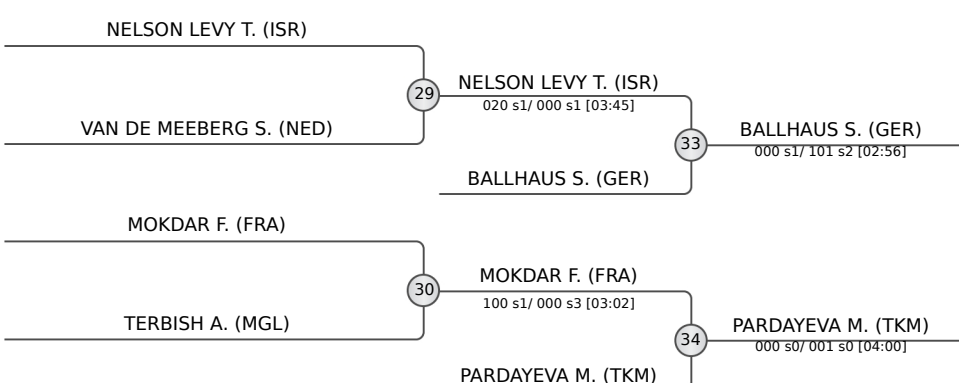 NELSON LEVY T. (ISR)
29
NELSON LEVY T. (ISR)
020 s1/ 000 s1 [03:45]
VAN DE MEEBERG S. (NED)
33
BALLHAUS S. (GER)
000 s1/ 101 s2 [02:56]
BALLHAUS S. (GER)
MOKDAR F. (FRA)
30
MOKDAR F. (FRA)
100 s1/ 000 s3 [03:02]
TERBISH A. (MGL)
34
PARDAYEVA M. (TKM)
000 s0/ 001 s0 [04:00]
PARDAYEVA M. (TKM)